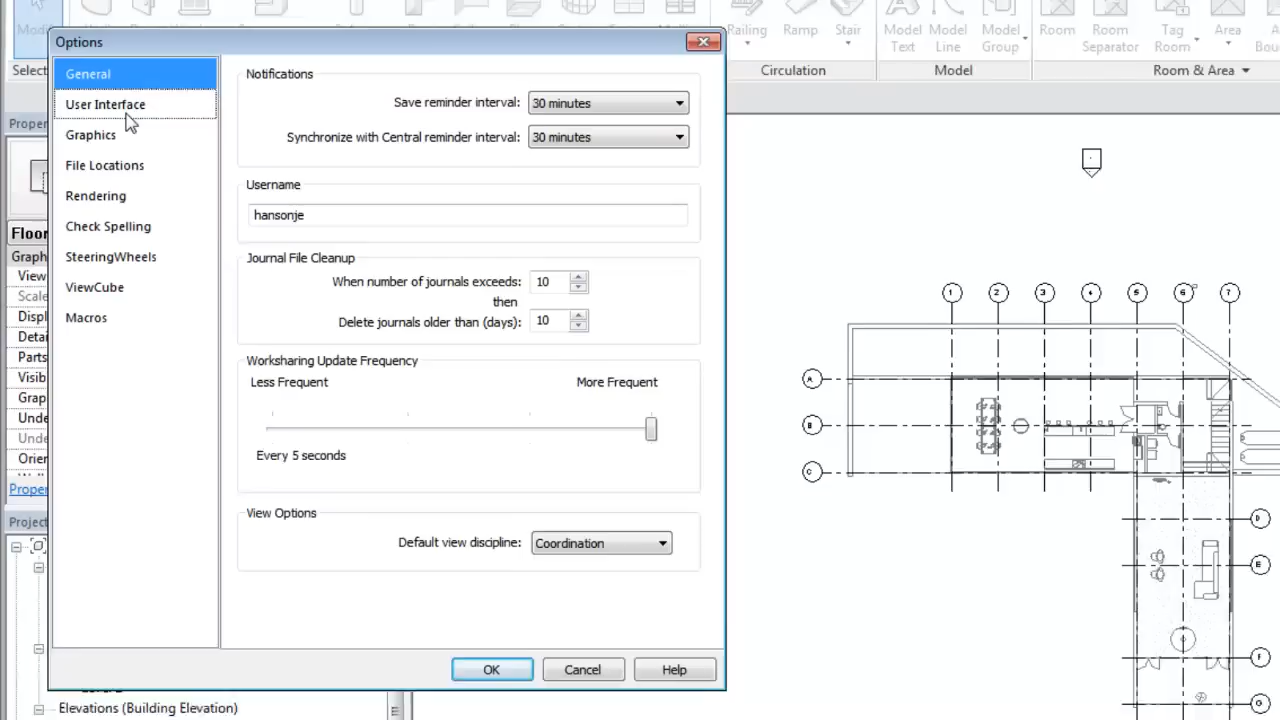 Modify
Railing
Ramp
Stair
Model Text
Model Line
Model Group
Room
Room Separator
Tag Room
Area
Select
Circulation
Model
Room & Area
Options
General
User Interface
Graphics
File Locations
Rendering
Check Spelling
SteeringWheels
ViewCube
Macros
Notifications
Save reminder interval: 30 minutes
Synchronize with Central reminder interval: 30 minutes
Username
hansonje
Journal File Cleanup
When number of journals exceeds: 10
then
Delete journals older than (days): 10
Worksharing Update Frequency
Less Frequent More Frequent
Every 5 seconds
View Options
Default view discipline: Coordination
OK Cancel Help
Proper
Floor
Graph
View
Scale
Displ
Detai
Parts
Visib
Grap
Unde
Unde
Orien
Proper
Project
Elevations (Building Elevation)
1 2 3 4 5 6 7
A
B
C
D
E
F
G